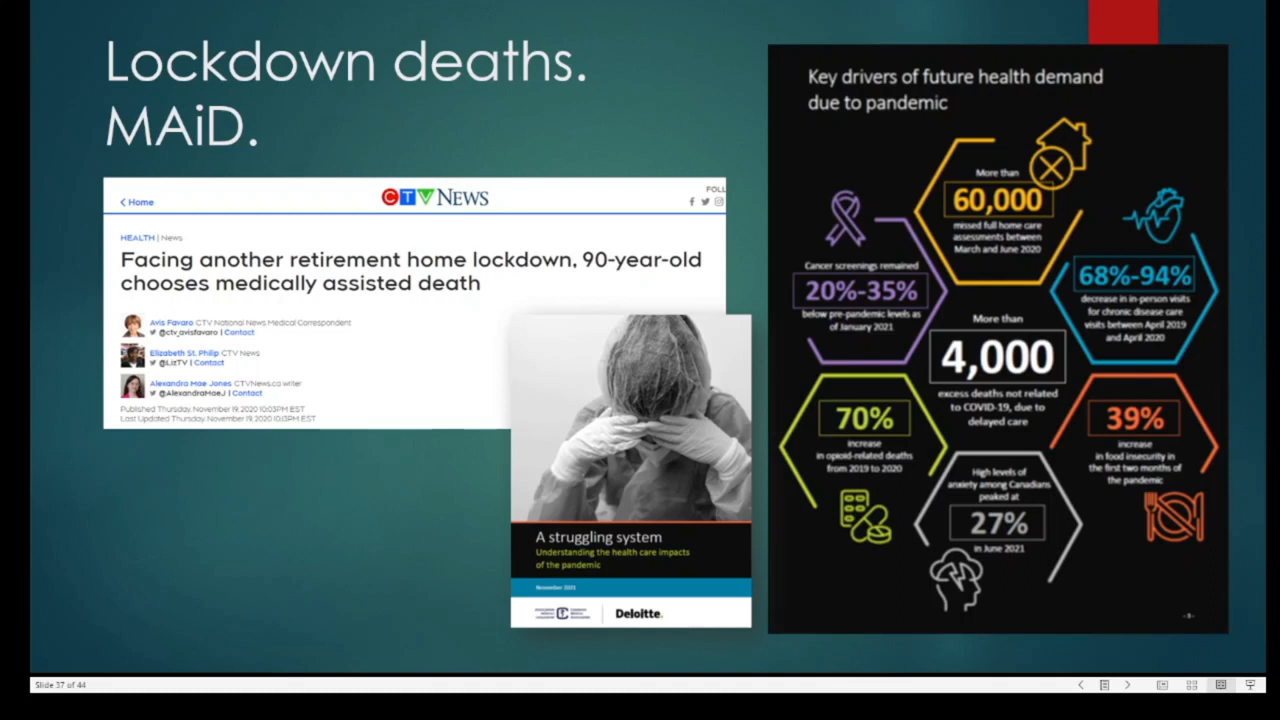 Lockdown deaths.
MAiD.
FOLL
< Home
CTV NEWS
HEALTH | News
Facing another retirement home lockdown, 90-year-old
chooses medically assisted death
Avis Favaro CTV National News Medical Correspondent
@ctv_avisfavaro | Contact
Elizabeth St. Philip CTV News
@LizTV | Contact
Alexandra Mae Jones CTVNews.ca writer
@AlexandraMaeJ | Contact
Published Thursday, November 19, 2020 10:03PM EST
Last Updated Thursday, November 19, 2020 10:13PM EST
A struggling system
Understanding the health care impacts
of the pandemic
November 2021
Deloitte.
Key drivers of future health demand
due to pandemic
More than
60,000
missed full home care
assessments between
March and June 2020
Cancer screenings remained
20%-35%
below pre-pandemic levels as
of January 2021
68%-94%
decrease in in-person visits
for chronic disease care
visits between April 2019
and April 2020
More than
4,000
excess deaths not related
to COVID-19, due to
delayed care
70%
increase
in opioid-related deaths
from 2019 to 2020
39%
increase
in food insecurity in
the first two months of
the pandemic
High levels of
anxiety among Canadians
peaked at
27%
in June 2021
Slide 37 of 44